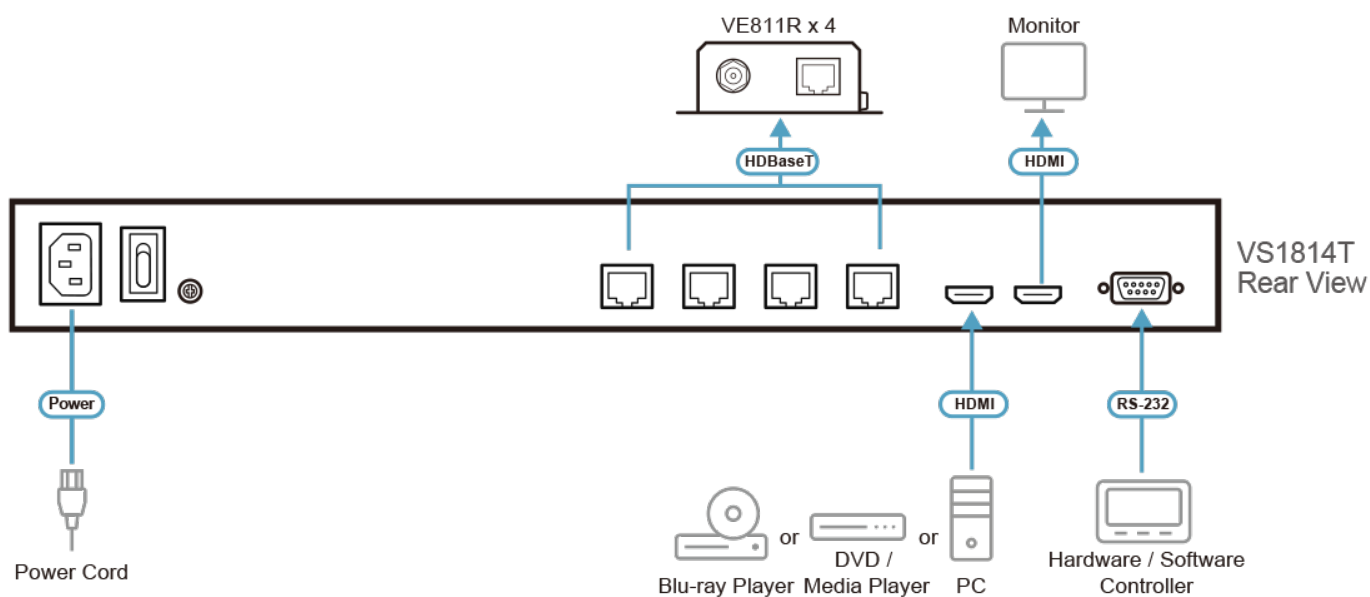 VE811R x 4
Monitor
HDBaseT
HDMI
VS1814T
Rear View
Power
HDMI
RS-232
Power Cord
or
or
Blu-ray Player
DVD /
Media Player
PC
Hardware / Software
Controller